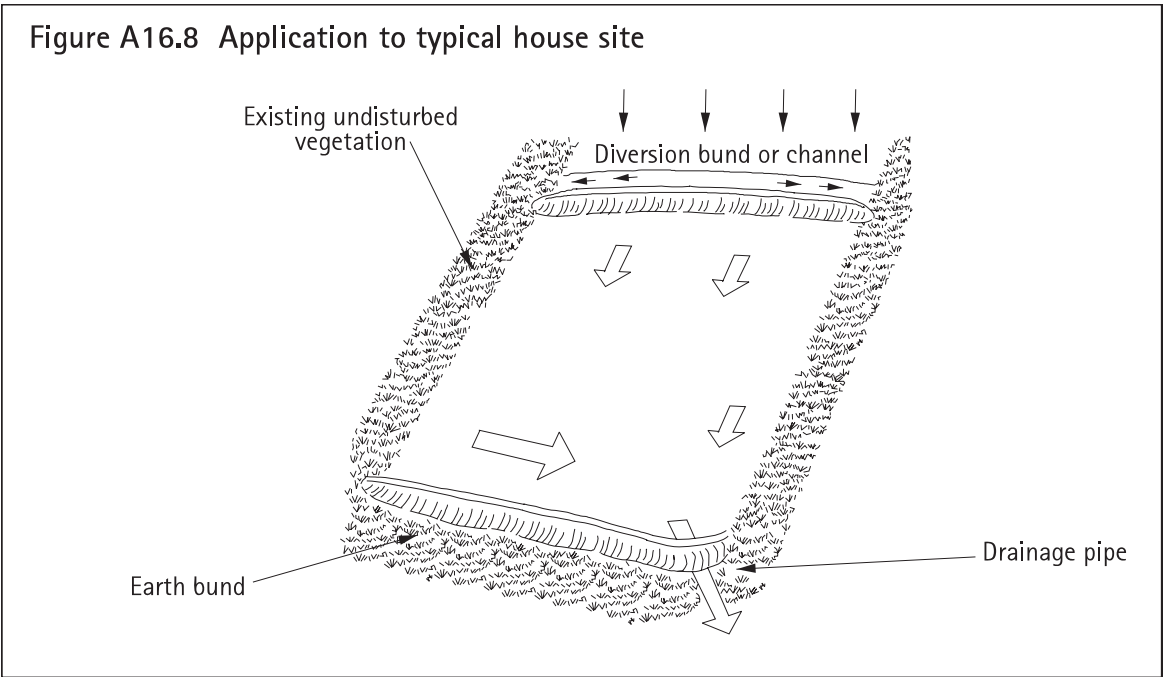 Figure A16.8 Application to typical house site
Existing undisturbed
vegetation
Diversion bund or channel
Drainage pipe
Earth bund